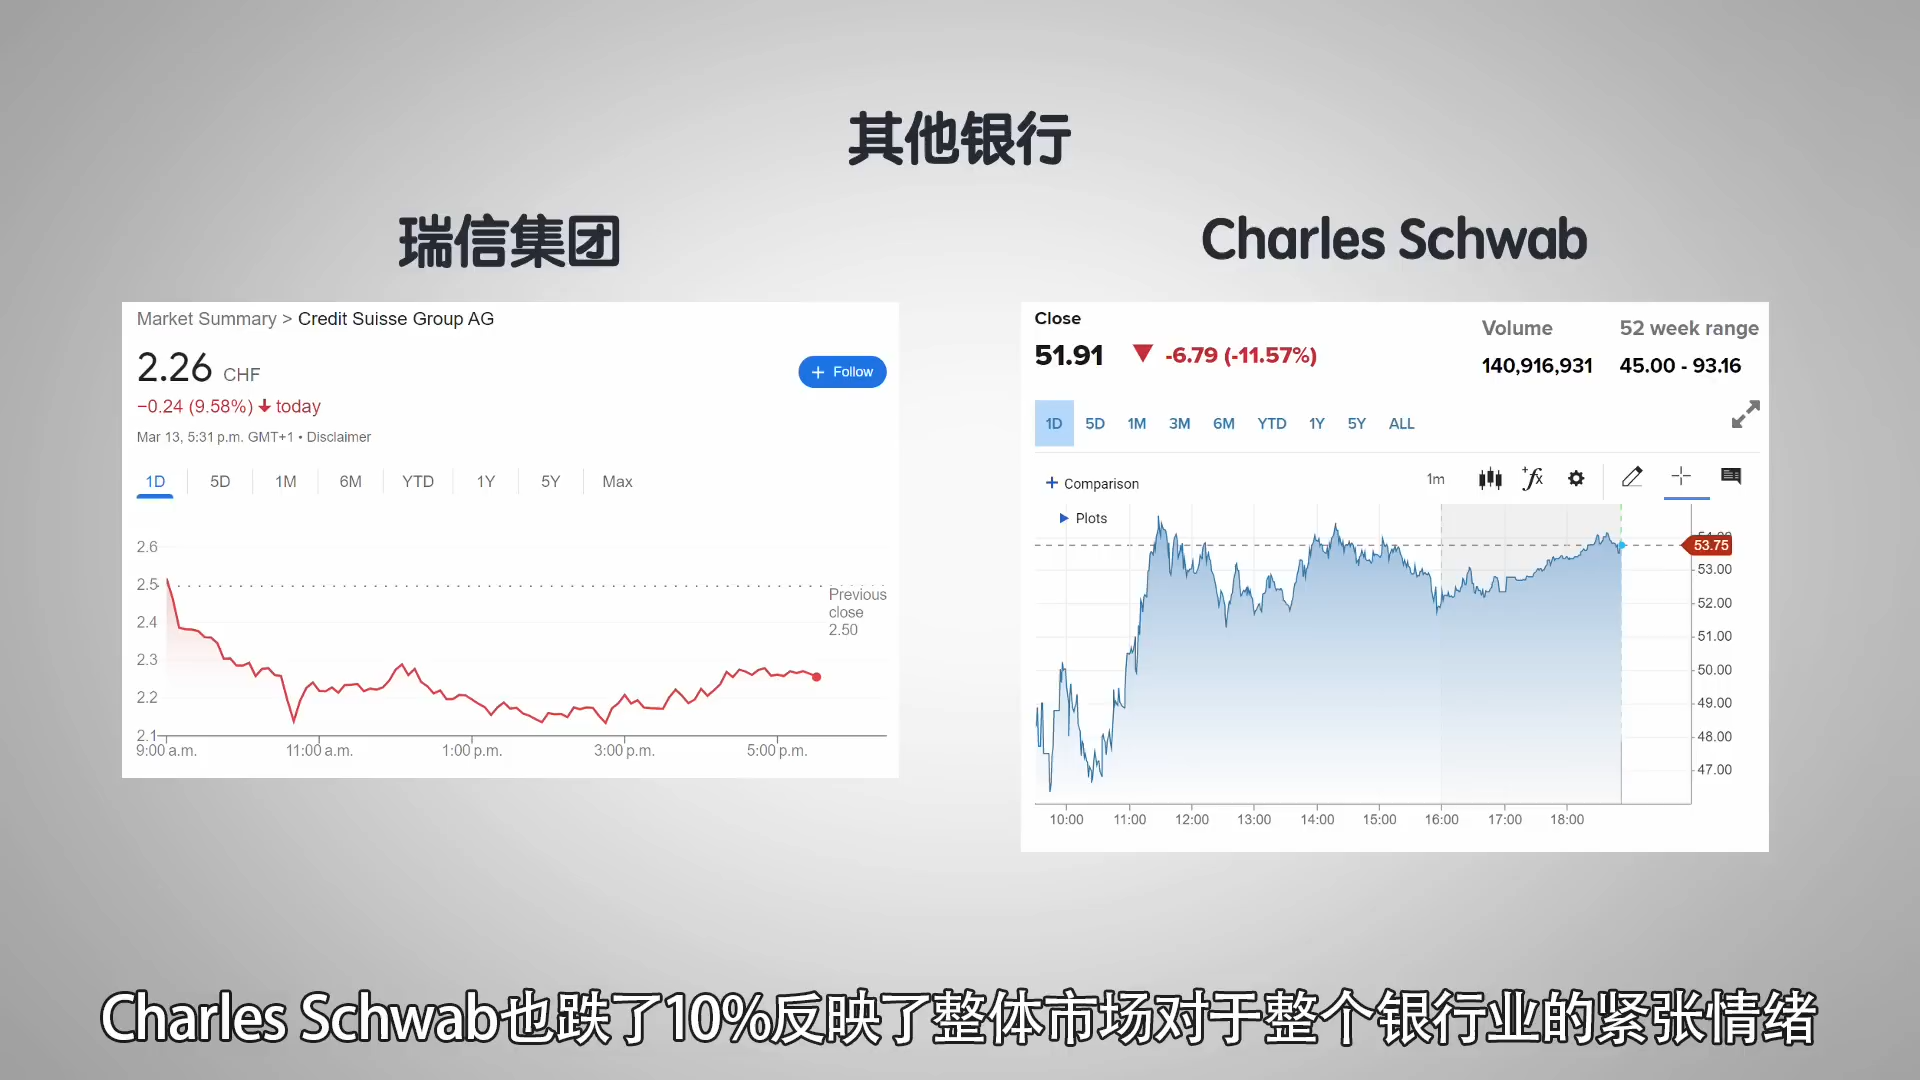 其他银行
瑞信集团
Charles Schwab
Market Summary > Credit Suisse Group AG
2.26 CHF
+ Follow
−0.24 (9.58%) ↓ today
Mar 13, 5:31 p.m. GMT+1 • Disclaimer
1D 5D 1M 6M YTD 1Y 5Y Max
2.6
2.5
2.4
2.3
2.2
2.1
Previous
close
2.50
9:00 a.m. 11:00 a.m. 1:00 p.m. 3:00 p.m. 5:00 p.m.
Close
51.91 ▼ -6.79 (-11.57%)
Volume
140,916,931
52 week range
45.00 - 93.16
1D 5D 1M 3M 6M YTD 1Y 5Y ALL
+ Comparison
1m
Plots
53.75
53.00
52.00
51.00
50.00
49.00
48.00
47.00
10:00 11:00 12:00 13:00 14:00 15:00 16:00 17:00 18:00
Charles Schwab也跌了10%反映了整体市场对于整个银行业的紧张情绪